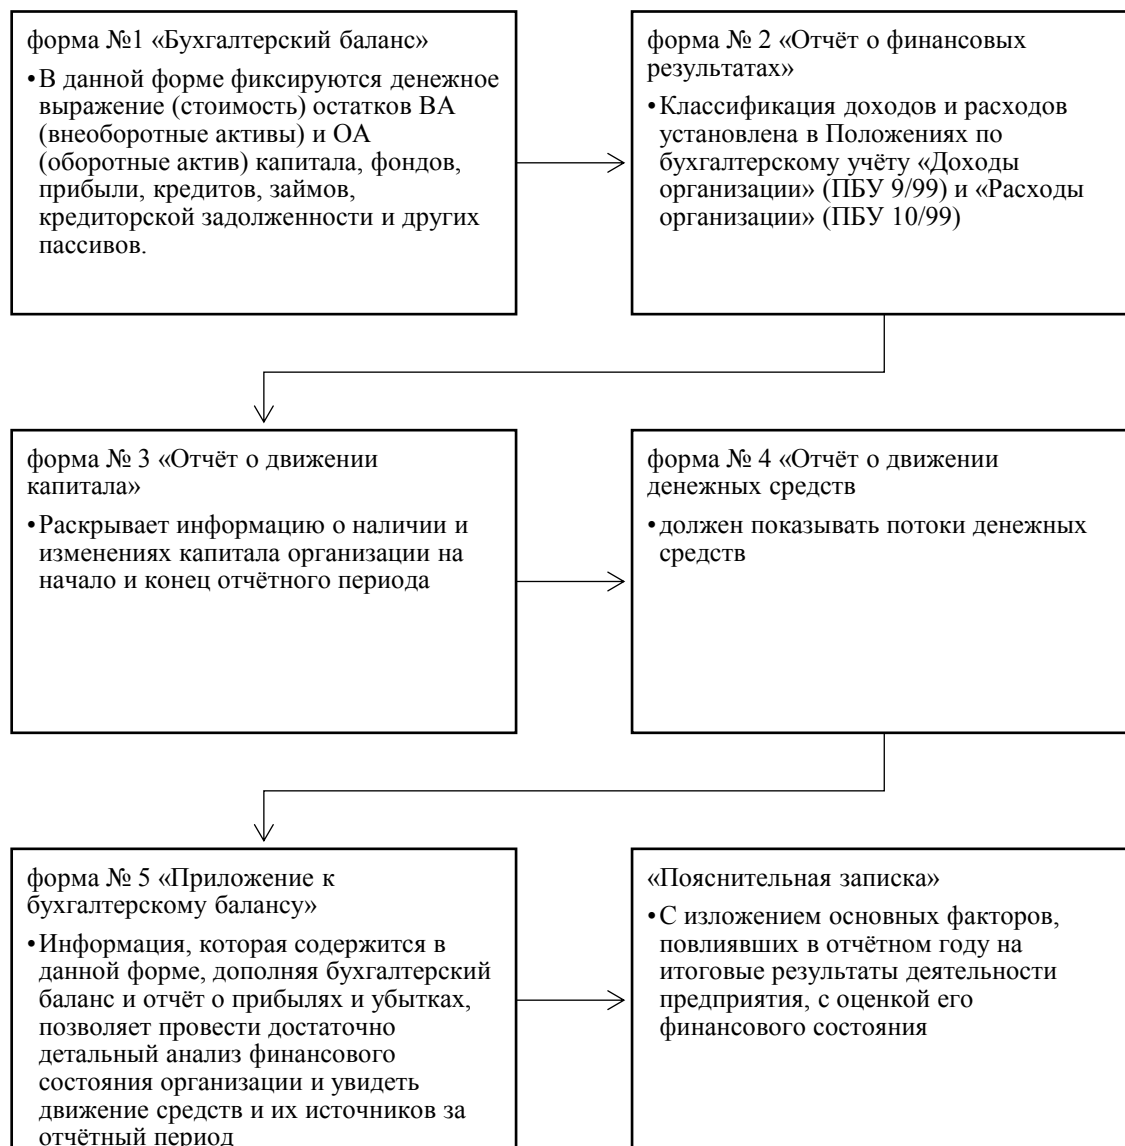 форма №1 «Бухгалтерский баланс»
•В данной форме фиксируются денежное
выражение (стоимость) остатков ВА
(внеоборотные активы) и ОА
(оборотные актив) капитала, фондов,
прибыли, кредитов, займов,
кредиторской задолженности и других
пассивов.
форма № 2 «Отчёт о финансовых
результатах»
•Классификация доходов и расходов
установлена в Положениях по
бухгалтерскому учёту «Доходы
организации» (ПБУ 9/99) и «Расходы
организации» (ПБУ 10/99)
форма № 3 «Отчёт о движении
капитала»
•Раскрывает информацию о наличии и
изменениях капитала организации на
начало и конец отчётного периода
форма № 4 «Отчёт о движении
денежных средств
•должен показывать потоки денежных
средств
форма № 5 «Приложение к
бухгалтерскому балансу»
•Информация, которая содержится в
данной форме, дополняя бухгалтерский
баланс и отчёт о прибылях и убытках,
позволяет провести достаточно
детальный анализ финансового
состояния организации и увидеть
движение средств и их источников за
отчётный период
«Пояснительная записка»
•С изложением основных факторов,
повлиявших в отчётном году на
итоговые результаты деятельности
предприятия, с оценкой его
финансового состояния